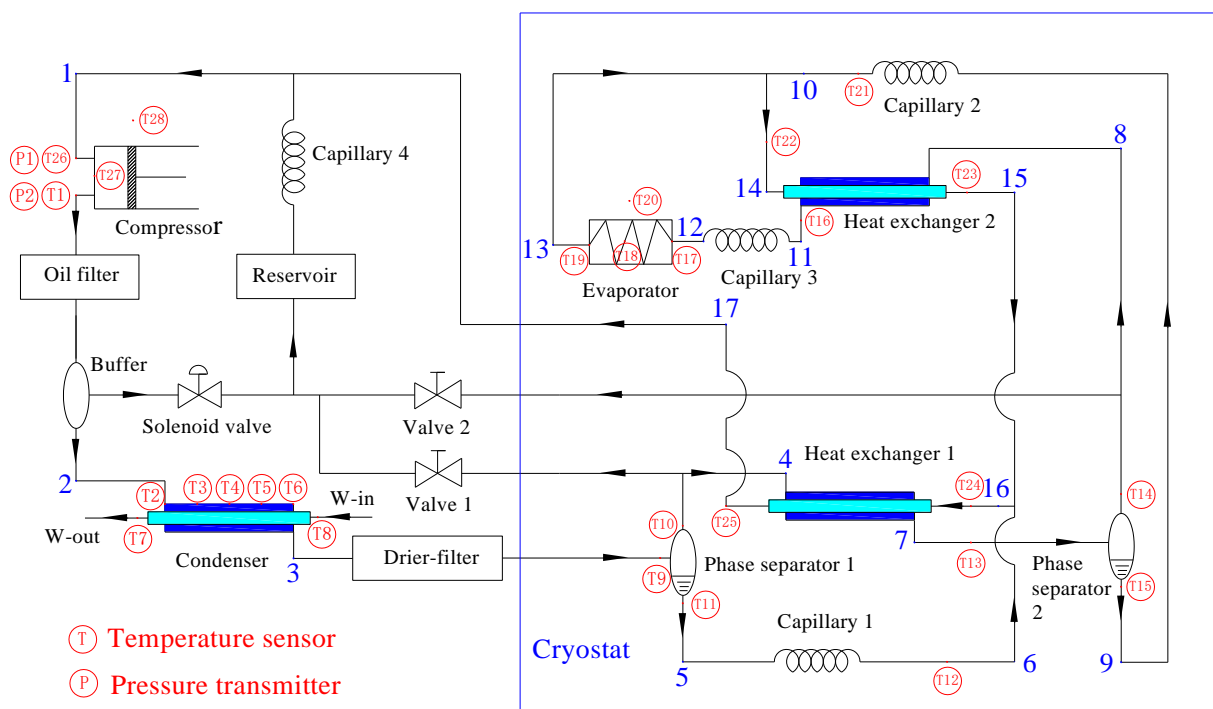 1
10
T21
Capillary 2
8
T28
P1
T26
T27
P2
T1
Compressor
Capillary 4
T22
14
T23
15
Heat exchanger 2
T16
T20
12
13
T19
T18
T17
11
Capillary 3
Evaporator
Oil filter
Reservoir
17
Buffer
Solenoid valve
Valve 2
2
T2
T3
T4
T5
T6
W-in
Valve 1
4
Heat exchanger 1
T24
16
T14
W-out
T7
T8
Condenser
3
Drier-filter
T10
T9
Phase separator 1
T11
T25
7
T13
Phase
separator
2
T15
Capillary 1
5
T12
6
9
T
Temperature sensor
P
Pressure transmitter
Cryostat